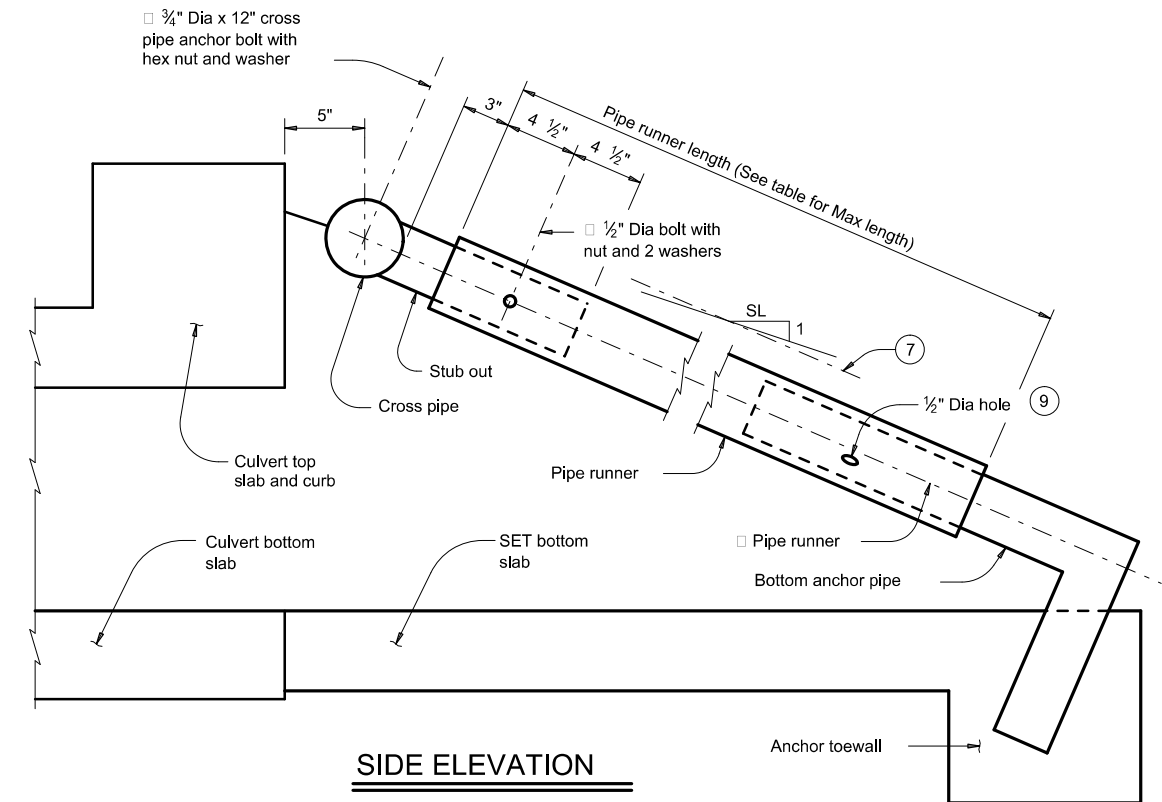 □ ¾" Dia x 12" cross
pipe anchor bolt with
hex nut and washer
5"
3"
4 ½"
4 ½"
Pipe runner length (See table for Max length)
□ ½" Dia bolt with
nut and 2 washers
SL
1
7
½" Dia hole
9
Stub out
Cross pipe
Culvert top
slab and curb
Pipe runner
□ Pipe runner
Bottom anchor pipe
Culvert bottom
slab
SET bottom
slab
Anchor toewall
SIDE ELEVATION